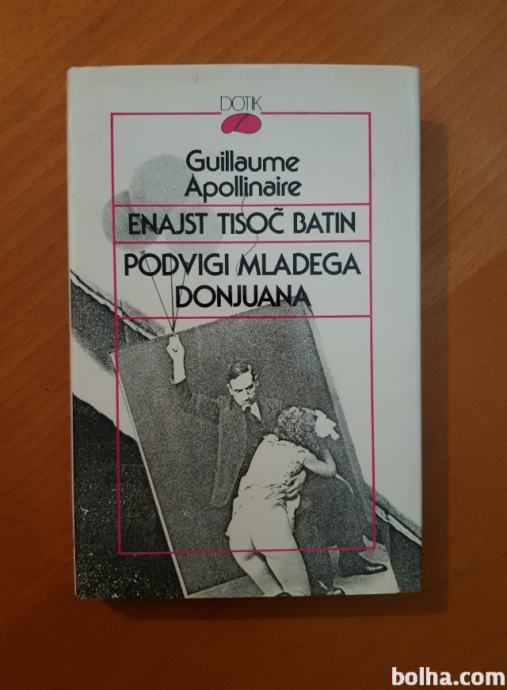 DOTIK
Guillaume
Apollinaire
ENAJST TISOČ BATIN
PODVIGI MLADEGA
DONJUANA
bolha.com